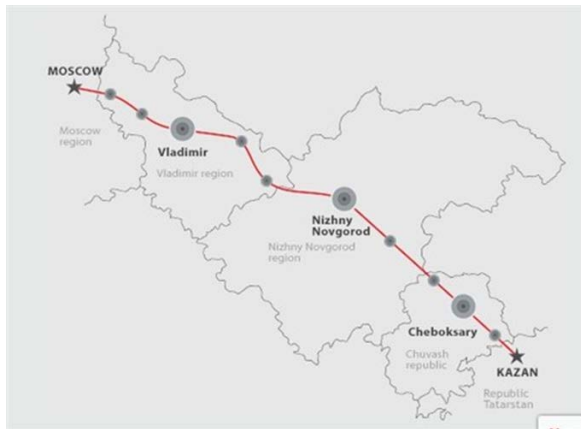 MOSCOW
Moscow
region
Vladimir
Vladimir region
Nizhny
Novgorod
Nizhny Novgorod
region
Cheboksary
Chuvash
republic
KAZAN
Republic
Tatarstan